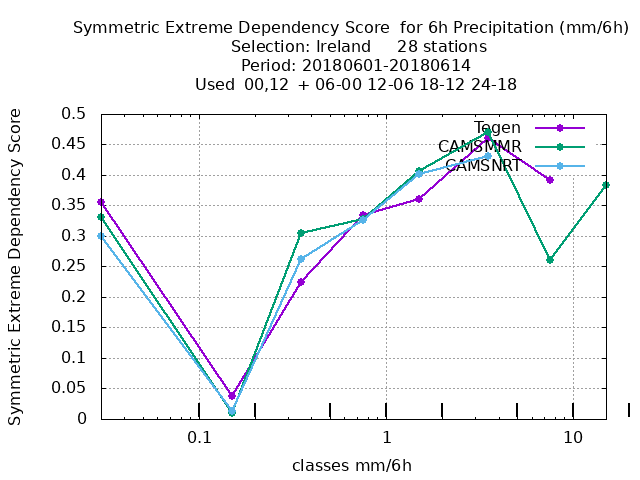 Symmetric Extreme Dependency Score  for 6h Precipitation (mm/6h)
Selection: Ireland     28 stations
Period: 20180601-20180614
Used  00,12  + 06-00 12-06 18-12 24-18
Symmetric Extreme Dependency Score
0.5
0.45
0.4
0.35
0.3
0.25
0.2
0.15
0.1
0.05
0
Tegen
CAMSMMR
CAMSNRT
0.1
1
10
classes mm/6h